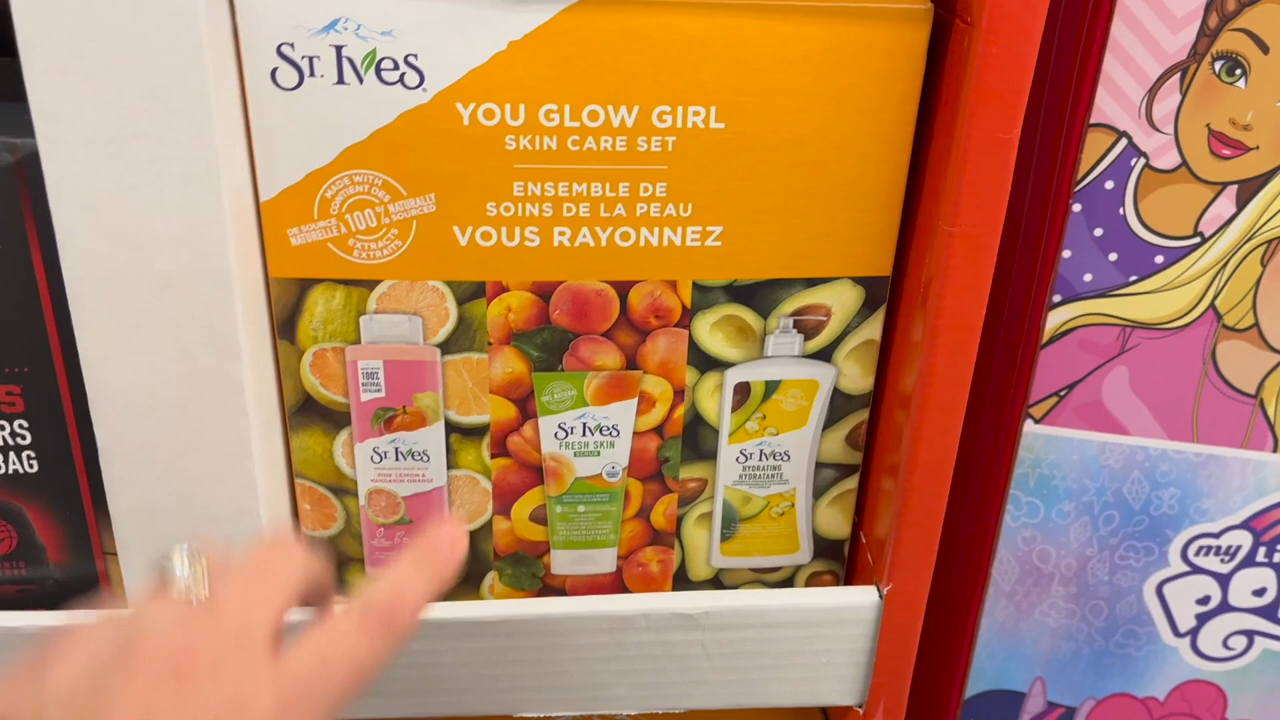 ST. IVES
YOU GLOW GIRL
SKIN CARE SET
ENSEMBLE DE
SOINS DE LA PEAU
VOUS RAYONNEZ
MADE WITH
CONTIENT DES
DE SOURCE
NATURELLE À
100%
NATURALLY
SOURCED
EXTRACTS
EXTRAITS
100%
NATURAL
ST. IVES
PINK LEMON &
MANDARIN ORANGE
ST. IVES
FRESH SKIN
SCRUB
ST. IVES
HYDRATING
HYDRATANTE
RS
BAG
my Li
PO